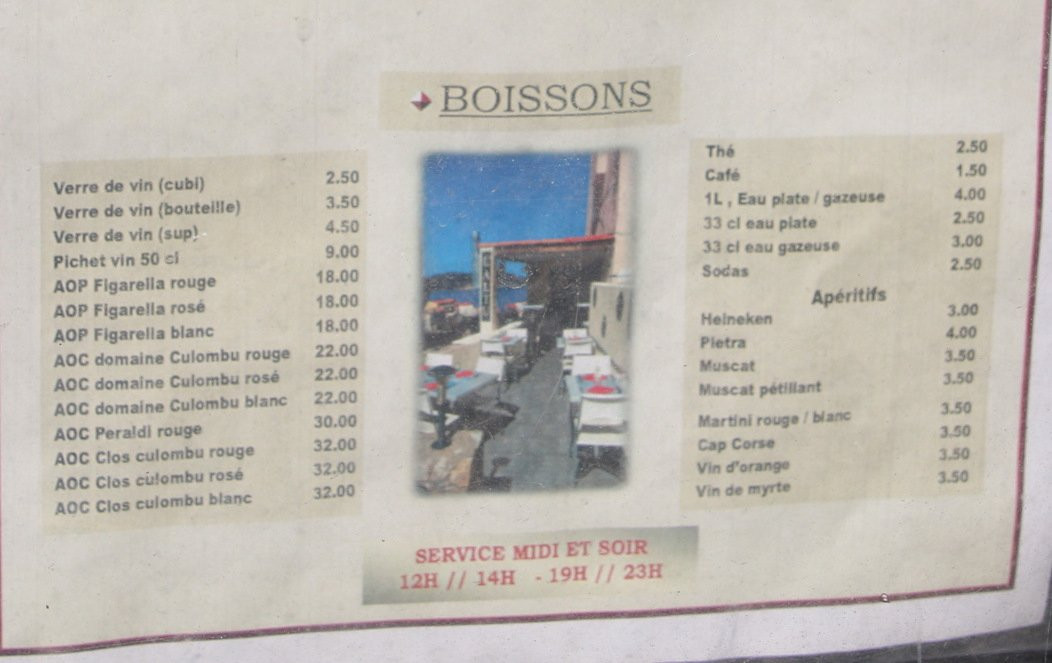 BOISSONS
Verre de vin (cubi) 2.50
Verre de vin (bouteille) 3.50
Verre de vin (sup) 4.50
Pichet vin 50 cl 9.00
AOP Figarella rouge 18.00
AOP Figarella rosé 18.00
AOP Figarella blanc 18.00
AOC domaine Culombu rouge 22.00
AOC domaine Culombu rosé 22.00
AOC domaine Culombu blanc 22.00
AOC Peraldi rouge 30.00
AOC Clos culombu rouge 32.00
AOC Clos culombu rosé 32.00
AOC Clos culombu blanc 32.00
Thé 2.50
Café 1.50
1L , Eau plate / gazeuse 4.00
33 cl eau plate 2.50
33 cl eau gazeuse 3.00
Sodas 2.50
Apéritifs
Heineken 3.00
Pietra 4.00
Muscat 3.50
Muscat pétillant 3.50
Martini rouge / blanc 3.50
Cap Corse 3.50
Vin d'orange 3.50
Vin de myrte 3.50
SERVICE MIDI ET SOIR
12H // 14H - 19H // 23H